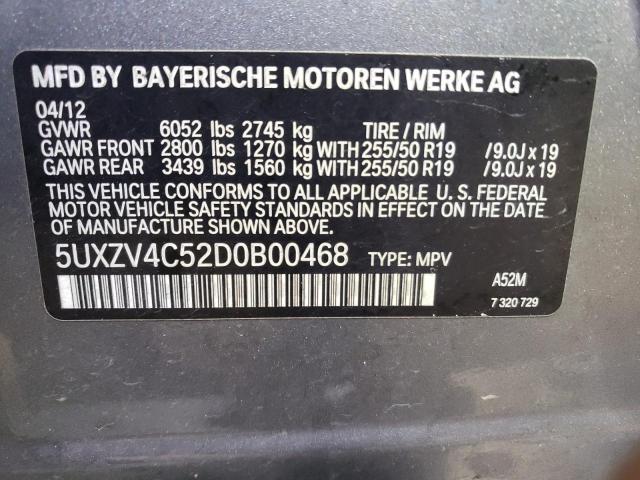 MFD BY BAYERISCHE MOTOREN WERKE AG
04/12
GVWR 6052 lbs 2745 kg TIRE / RIM
GAWR FRONT 2800 lbs 1270 kg WITH 255/50 R19 /9.0J x 19
GAWR REAR 3439 lbs 1560 kg WITH 255/50 R19 /9.0J x 19
THIS VEHICLE CONFORMS TO ALL APPLICABLE U. S. FEDERAL
MOTOR VEHICLE SAFETY STANDARDS IN EFFECT ON THE DATE
OF MANUFACTURE SHOWN ABOVE.
5UXZV4C52D0B00468 TYPE: MPV
A52M
7 320 729